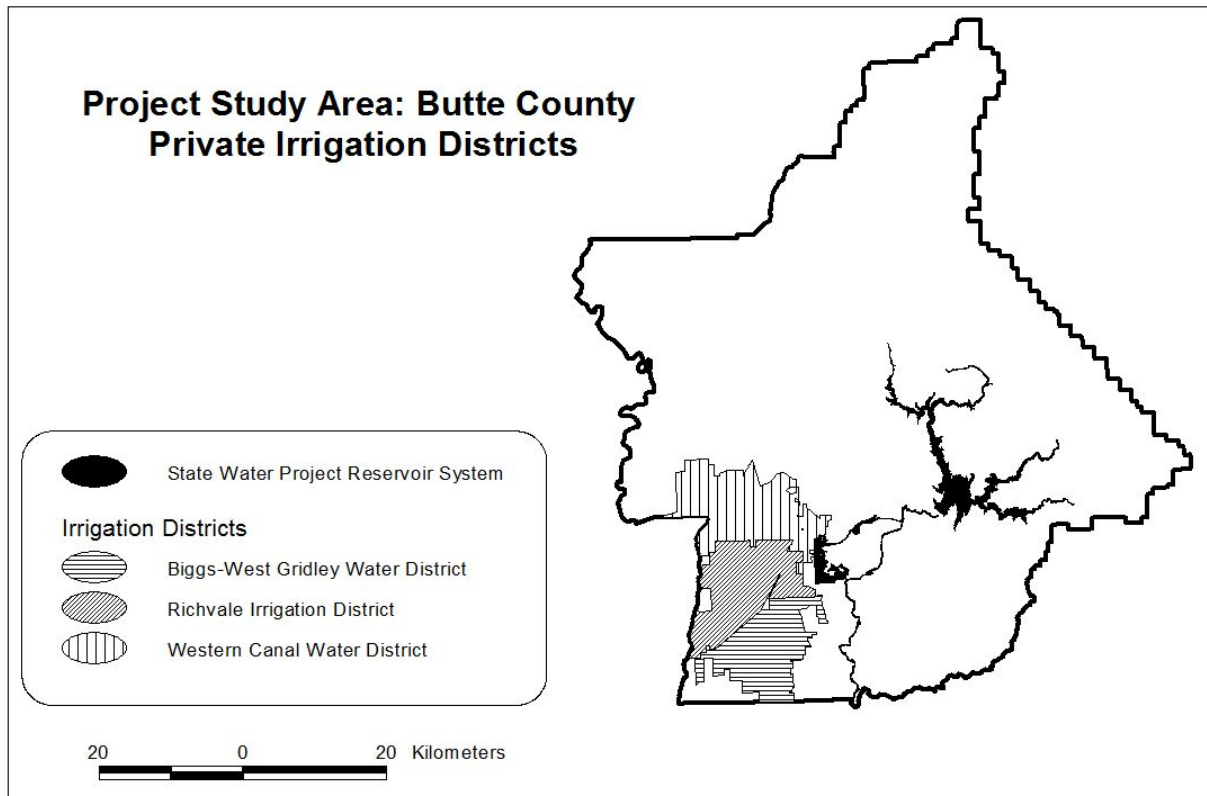 Project Study Area: Butte County
Private Irrigation Districts
State Water Project Reservoir System
Irrigation Districts
Biggs-West Gridley Water District
Richvale Irrigation District
Western Canal Water District
20 0 20 Kilometers